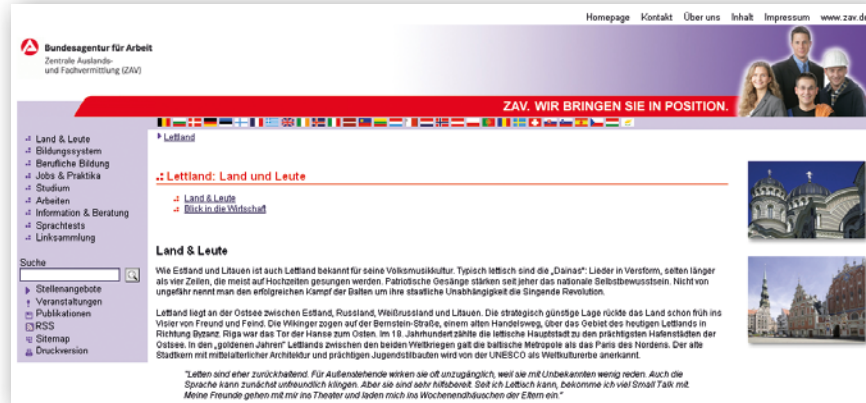 Homepage Kontakt Über uns Inhalt Impressum www.zav.de
Bundesagentur für Arbeit
Zentrale Auslands-
und Fachvermittlung (ZAV)
ZAV. WIR BRINGEN SIE IN POSITION.
Land & Leute
Bildungssystem
Berufliche Bildung
Jobs & Praktika
Studium
Arbeiten
Information & Beratung
Sprachtests
Linksammlung
Suche
Stellenangebote
Veranstaltungen
Publikationen
RSS
Sitemap
Druckversion
Lettland
.: Lettland: Land und Leute
Land & Leute
Blick in die Wirtschaft
Land & Leute
Wie Estland und Litauen ist auch Lettland bekannt für seine Volksmusikkultur. Typisch lettisch sind die „Dainas“: Lieder in Versform, selten länger
als vier Zeilen, die meist auf Hochzeiten gesungen werden. Patriotische Gesänge stärken seit jeher das nationale Selbstbewusstsein. Nicht von
ungefähr nennt man den erfolgreichen Kampf der Balten um ihre staatliche Unabhängigkeit die Singende Revolution.
Lettland liegt an der Ostsee zwischen Estland, Russland, Weißrussland und Litauen. Die strategisch günstige Lage rückte das Land schon früh ins
Visier von Freund und Feind. Die Wikinger zogen auf der Bernstein-Straße, einem alten Handelsweg, über das Gebiet des heutigen Lettlands in
Richtung Byzanz. Riga war das Tor der Hanse zum Osten. Im 18. Jahrhundert zählte die lettische Hauptstadt zu den prächtigsten Hafenstädten der
Ostsee. In den „goldenen Jahren“ Lettlands zwischen den beiden Weltkriegen galt die baltische Metropole als das Paris des Nordens. Der alte
Stadtkern mit mittelalterlicher Architektur und prächtigen Jugendstilbauten wird von der UNESCO als Weltkulturerbe anerkannt.
"Letten sind eher zurückhaltend. Für Außenstehende wirken sie oft unzugänglich, weil sie mit Unbekannten wenig reden. Auch die
Sprache kann zunächst unfreundlich klingen. Aber sie sind sehr hilfsbereit. Seit ich Lettisch kann, bekomme ich viel Small Talk mit.
Meine Freunde gehen mit mir ins Theater und laden mich ins Wochenendhäuschen der Eltern ein."